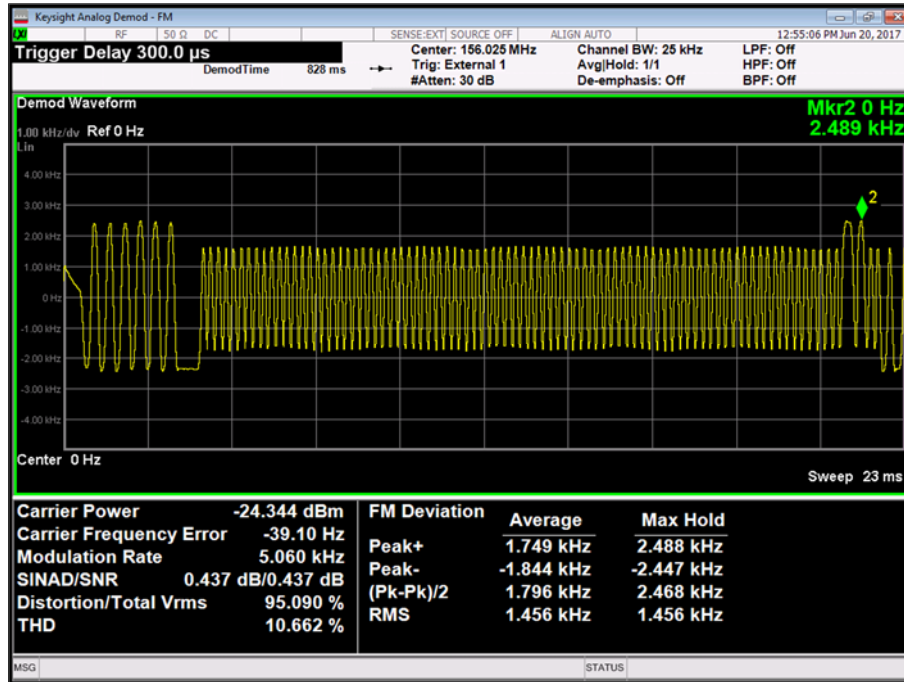 Keysight Analog Demod - FM
LXI RF 50 Ω DC SENSE:EXT SOURCE OFF ALIGN AUTO 12:55:06 PM Jun 20, 2017
Trigger Delay 300.0 µs
DemodTime 828 ms
Center: 156.025 MHz Channel BW: 25 kHz LPF: Off
Trig: External 1 Avg|Hold: 1/1 HPF: Off
#Atten: 30 dB De-emphasis: Off BPF: Off
Demod Waveform
Mkr2 0 Hz
1.00 kHz/dv Ref 0 Hz 2.489 kHz
Lin
4.00 kHz
3.00 kHz
2
2.00 kHz
1.00 kHz
0 Hz
-1.00 kHz
-2.00 kHz
-3.00 kHz
-4.00 kHz
Center 0 Hz
Sweep 23 ms
Carrier Power -24.344 dBm
Carrier Frequency Error -39.10 Hz
Modulation Rate 5.060 kHz
SINAD/SNR 0.437 dB/0.437 dB
Distortion/Total Vrms 95.090 %
THD 10.662 %
FM Deviation Average Max Hold
Peak+ 1.749 kHz 2.488 kHz
Peak- -1.844 kHz -2.447 kHz
(Pk-Pk)/2 1.796 kHz 2.468 kHz
RMS 1.456 kHz 1.456 kHz
MSG STATUS